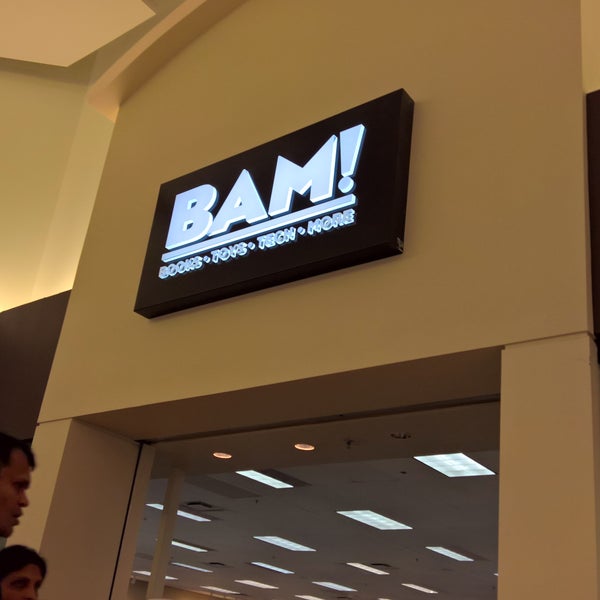 BAM!
BOOKS • TOYS • TECH • MORE